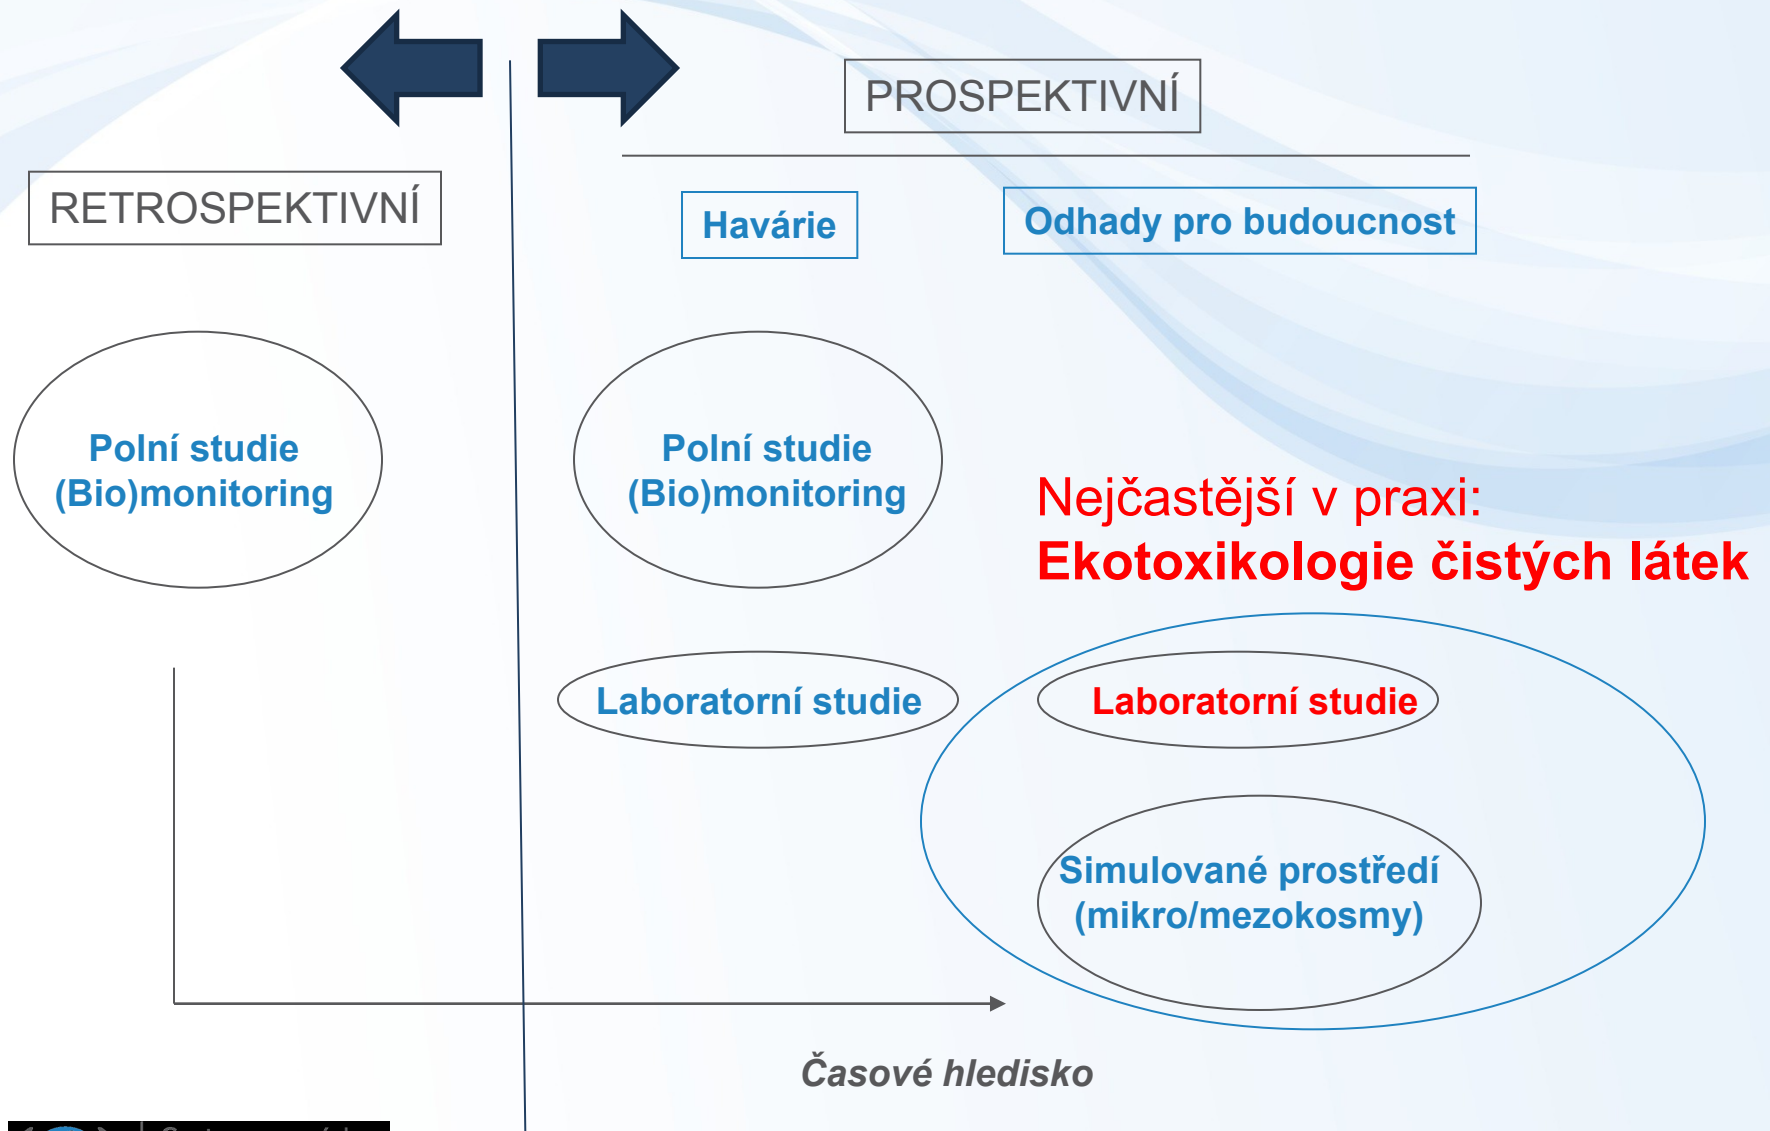 PROSPEKTIVNÍ
RETROSPEKTIVNÍ
Havárie
Odhady pro budoucnost
Polní studie
(Bio)monitoring
Polní studie
(Bio)monitoring
Nejčastější v praxi:
Ekotoxikologie čistých látek
Laboratorní studie
Laboratorní studie
Simulované prostředí
(mikro/mezokosmy)
Časové hledisko